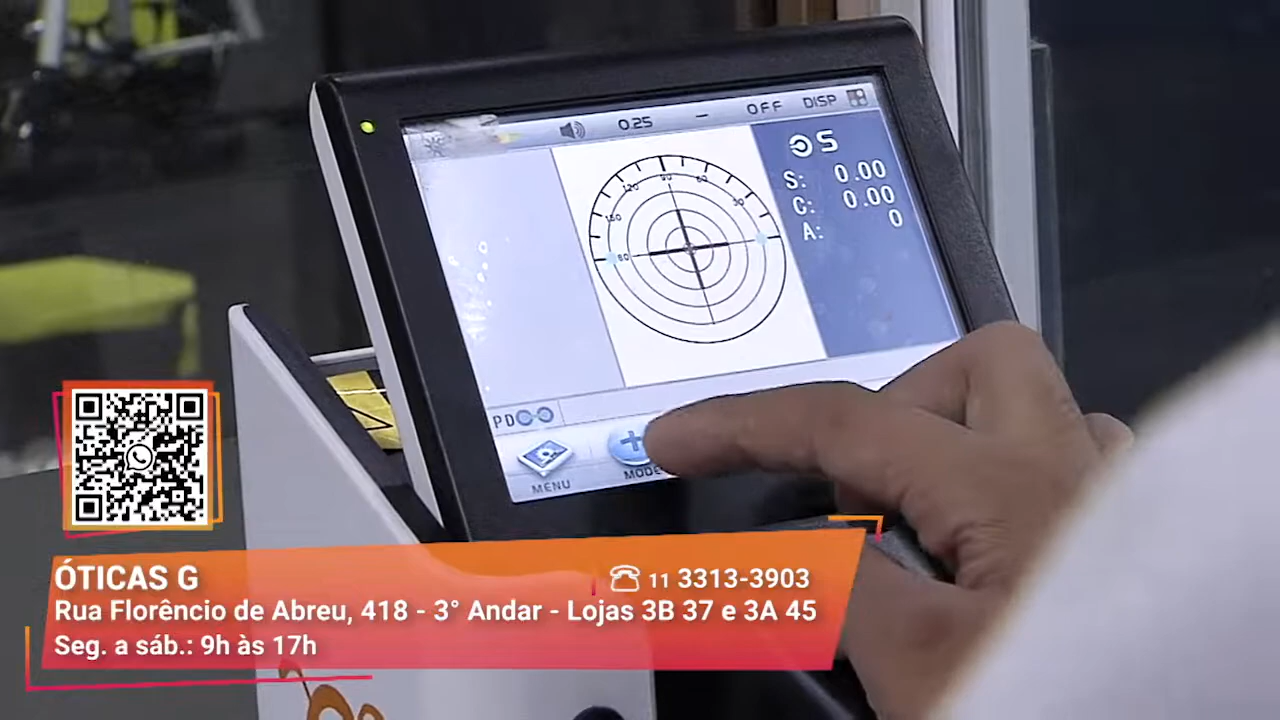 0.25 — OFF DISP
S
S: 0.00
C: 0.00
A: 0
120 90 60
150 30
80
PD
MENU MODE
ÓTICAS G
11 3313-3903
Rua Florêncio de Abreu, 418 - 3° Andar - Lojas 3B 37 e 3A 45
Seg. a sáb.: 9h às 17h